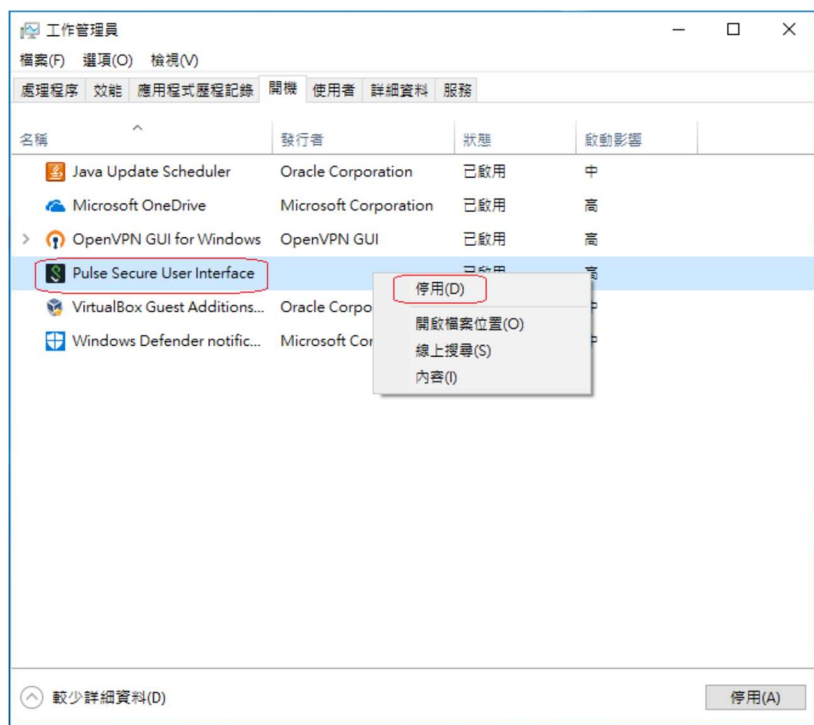 工作管理員
檔案(F) 選項(O) 檢視(V)
處理程序 效能 應用程式歷程記錄 開機 使用者 詳細資料 服務
名稱 發行者 狀態 啟動影響
Java Update Scheduler Oracle Corporation 已啟用 中
Microsoft OneDrive Microsoft Corporation 已啟用 高
OpenVPN GUI for Windows OpenVPN GUI 已啟用 高
Pulse Secure User Interface 已啟用 高
停用(D)
VirtualBox Guest Additions... Oracle Corpo
開啟檔案位置(O)
Windows Defender notific... Microsoft Cor
線上搜尋(S)
內容(I)
較少詳細資料(D) 停用(A)